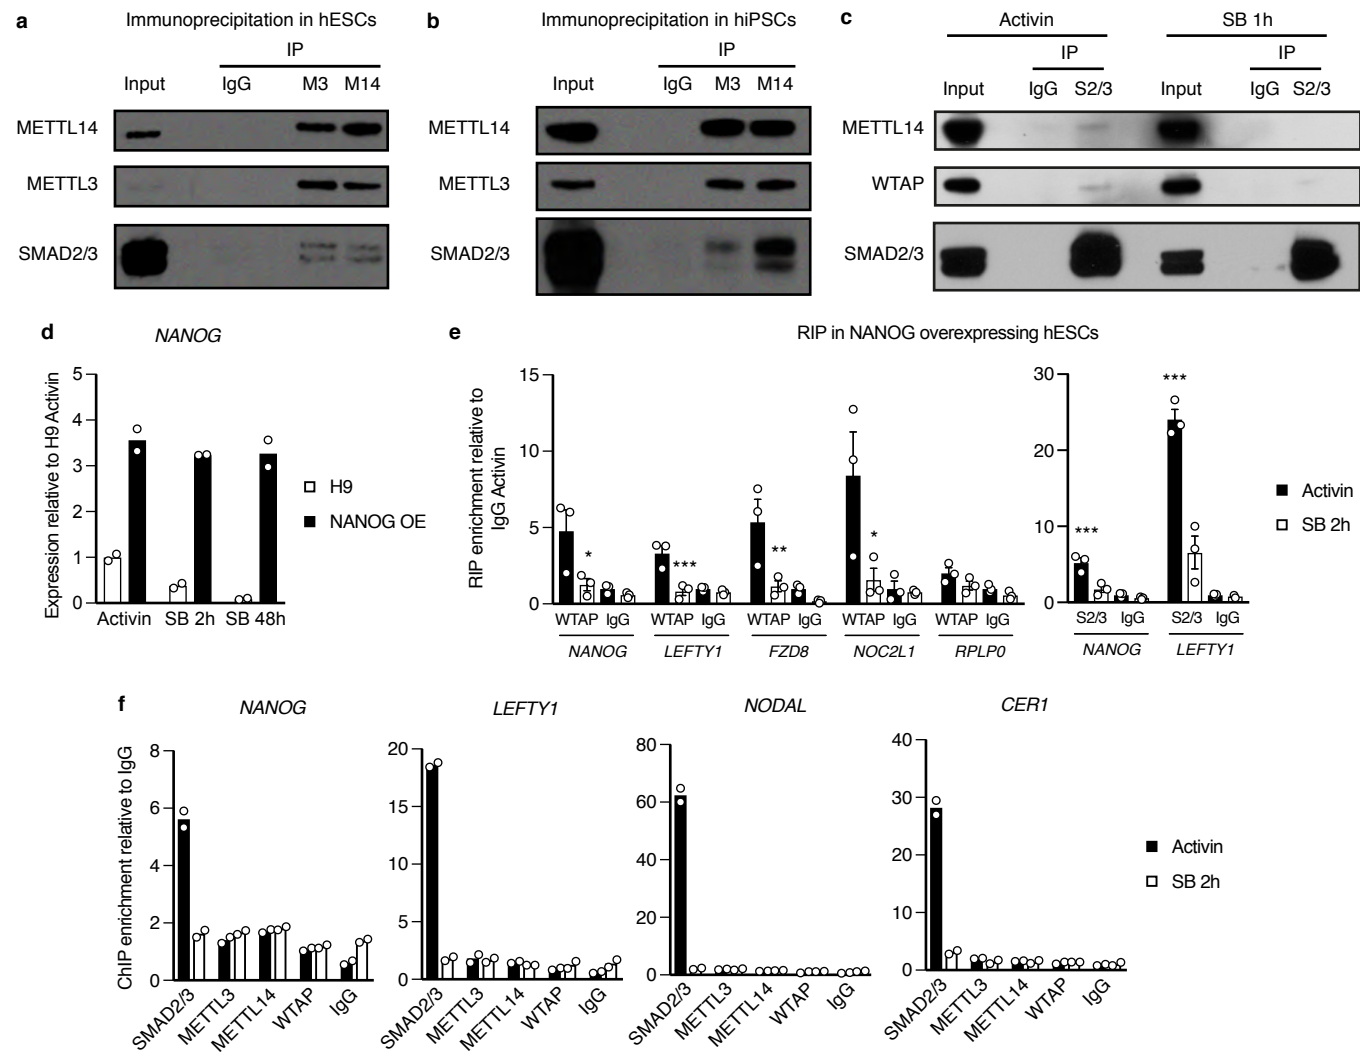 a
Immunoprecipitation in hESCs
IP
Input IgG M3 M14
METTL14
METTL3
SMAD2/3
b
Immunoprecipitation in hiPSCs
IP
Input IgG M3 M14
METTL14
METTL3
SMAD2/3
c
Activin SB 1h
IP IP
Input IgG S2/3 Input IgG S2/3
METTL14
WTAP
SMAD2/3
d
NANOG
Expression relative to H9 Activin
5
4
3
2
1
0
Activin SB 2h SB 48h
H9
NANOG OE
e
RIP in NANOG overexpressing hESCs
RIP enrichment relative to
IgG Activin
15
10
5
0
* *** ** *
WTAP IgG WTAP IgG WTAP IgG WTAP IgG WTAP IgG
NANOG LEFTY1 FZD8 NOC2L1 RPLP0
30
20
10
0
*** ***
S2/3 IgG S2/3 IgG
NANOG LEFTY1
Activin
SB 2h
f
ChIP enrichment relative to IgG
NANOG
8
6
4
2
0
SMAD2/3 METTL3 METTL14 WTAP IgG
LEFTY1
20
15
10
5
0
SMAD2/3 METTL3 METTL14 WTAP IgG
NODAL
80
60
40
20
0
SMAD2/3 METTL3 METTL14 WTAP IgG
CER1
40
30
20
10
0
SMAD2/3 METTL3 METTL14 WTAP IgG
Activin
SB 2h